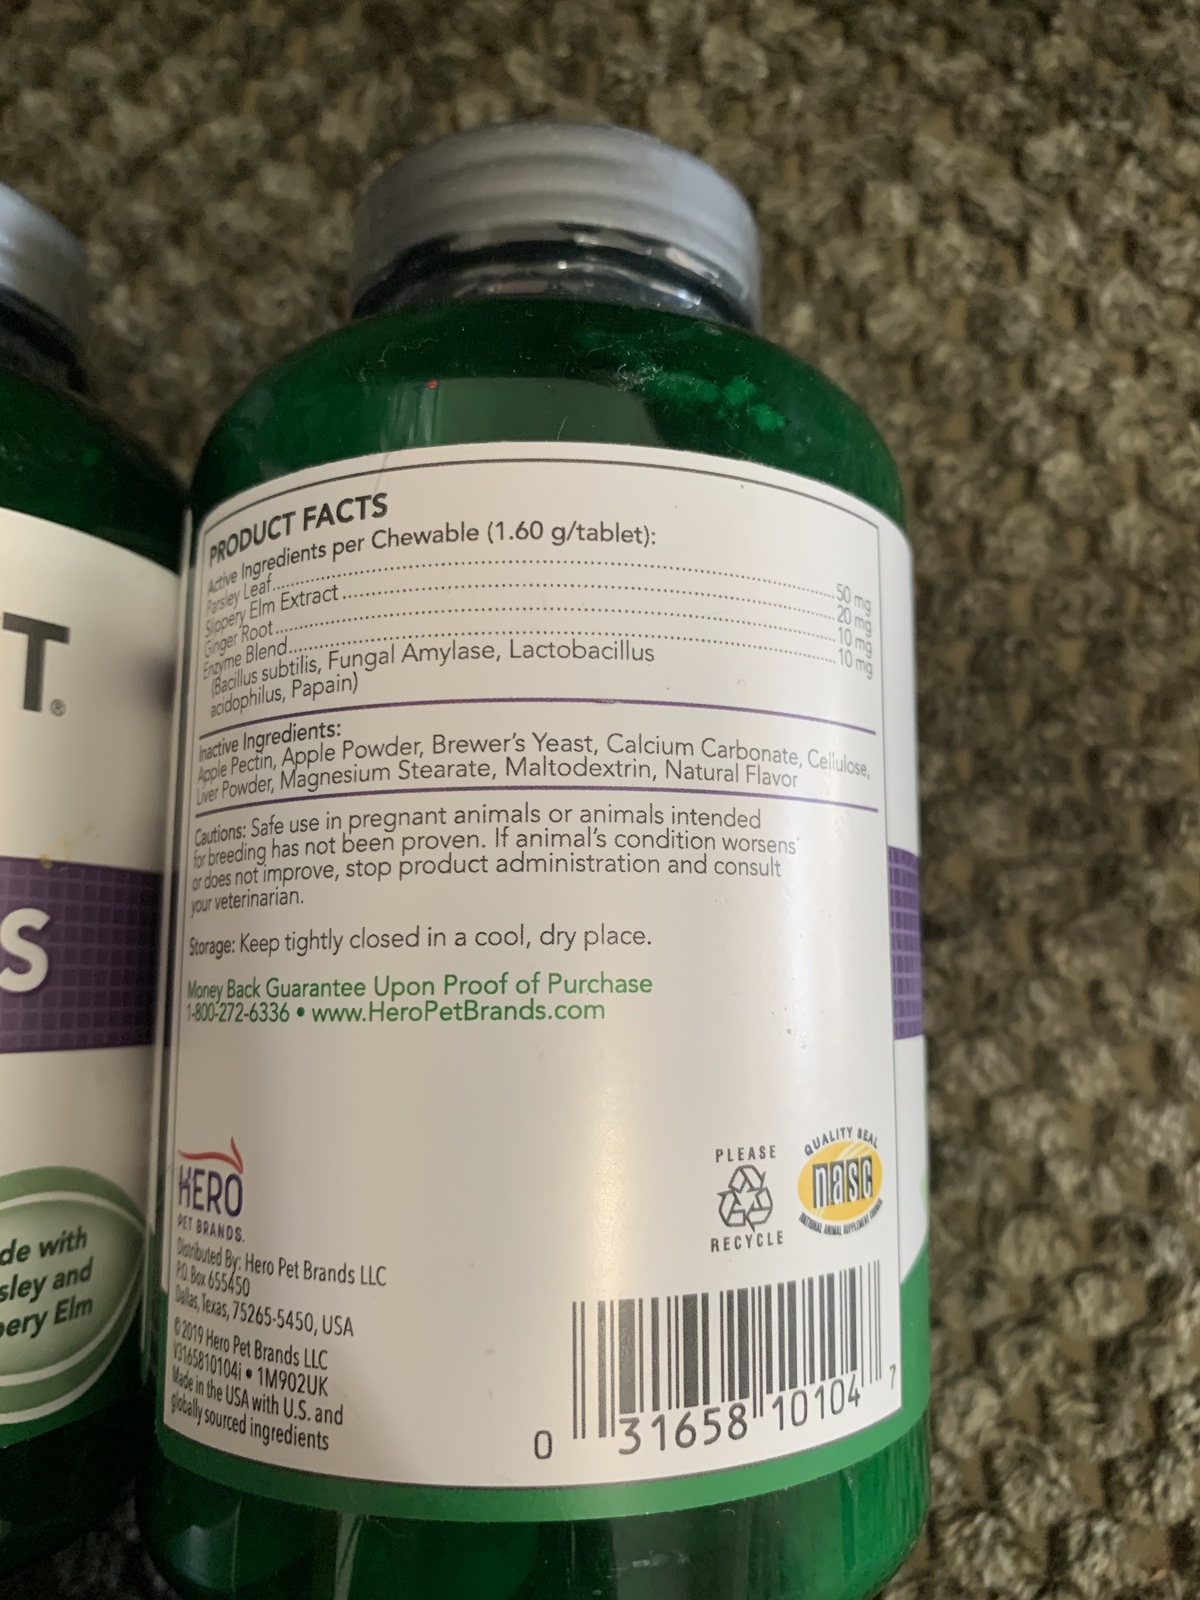 PRODUCT FACTS
Active Ingredients per Chewable (1.60 g/tablet):
Parsley Leaf 50 mg
Slippery Elm Extract 20 mg
Ginger Root 10 mg
Enzyme Blend 10 mg
(Bacillus subtilis, Fungal Amylase, Lactobacillus
acidophilus, Papain)
Inactive Ingredients:
Apple Pectin, Apple Powder, Brewer's Yeast, Calcium Carbonate, Cellulose,
Liver Powder, Magnesium Stearate, Maltodextrin, Natural Flavor
Cautions: Safe use in pregnant animals or animals intended
for breeding has not been proven. If animal's condition worsens
or does not improve, stop product administration and consult
your veterinarian.
Storage: Keep tightly closed in a cool, dry place.
Money Back Guarantee Upon Proof of Purchase
1-800-272-6336 • www.HeroPetBrands.com
HERO
PET BRANDS.
Distributed By: Hero Pet Brands LLC
P.O. Box 655450
Dallas, Texas, 75265-5450, USA
©2019 Hero Pet Brands LLC
V3165810104i • 1M902UK
Made in the USA with U.S. and
globally sourced ingredients
PLEASE
RECYCLE
QUALITY SEAL
nasc
NATIONAL ANIMAL SUPPLEMENT COUNCIL
0 31658 10104 7
T®
S
de with
sley and
pery Elm